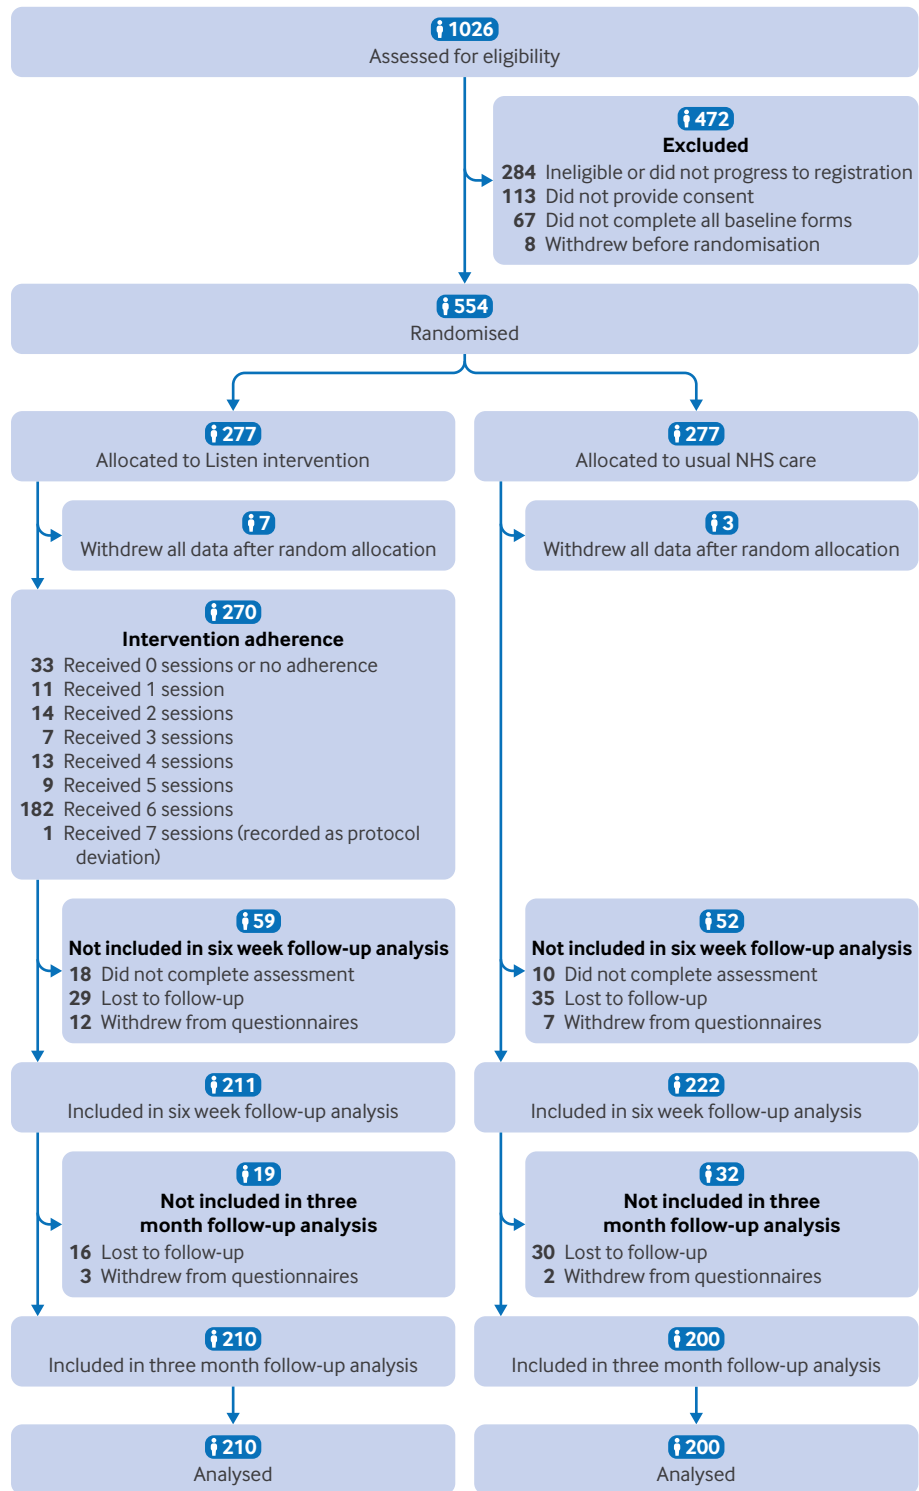 1026
Assessed for eligibility
472
Excluded
284 Ineligible or did not progress to registration
113 Did not provide consent
67 Did not complete all baseline forms
8 Withdrew before randomisation
554
Randomised
277
Allocated to Listen intervention
277
Allocated to usual NHS care
7
Withdrew all data after random allocation
3
Withdrew all data after random allocation
270
Intervention adherence
33 Received 0 sessions or no adherence
11 Received 1 session
14 Received 2 sessions
7 Received 3 sessions
13 Received 4 sessions
9 Received 5 sessions
182 Received 6 sessions
1 Received 7 sessions (recorded as protocol
deviation)
59
Not included in six week follow-up analysis
18 Did not complete assessment
29 Lost to follow-up
12 Withdrew from questionnaires
52
Not included in six week follow-up analysis
10 Did not complete assessment
35 Lost to follow-up
7 Withdrew from questionnaires
211
Included in six week follow-up analysis
222
Included in six week follow-up analysis
19
Not included in three
month follow-up analysis
16 Lost to follow-up
3 Withdrew from questionnaires
32
Not included in three
month follow-up analysis
30 Lost to follow-up
2 Withdrew from questionnaires
210
Included in three month follow-up analysis
200
Included in three month follow-up analysis
210
Analysed
200
Analysed